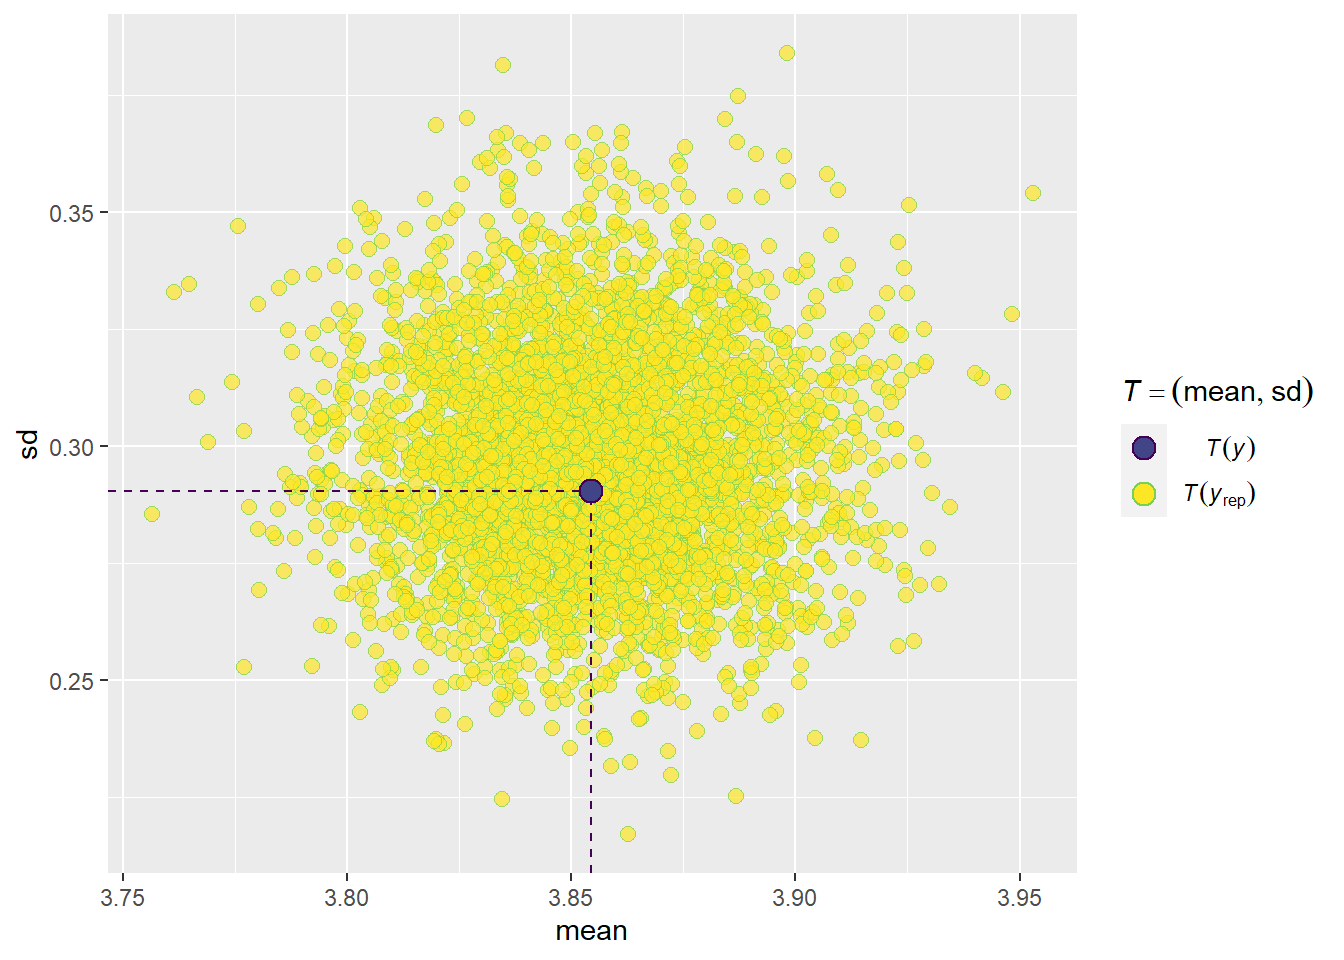 sd
0.35
0.30
0.25
3.75 3.80 3.85 3.90 3.95
mean
T = (mean, sd)
T(y)
T(yrep)